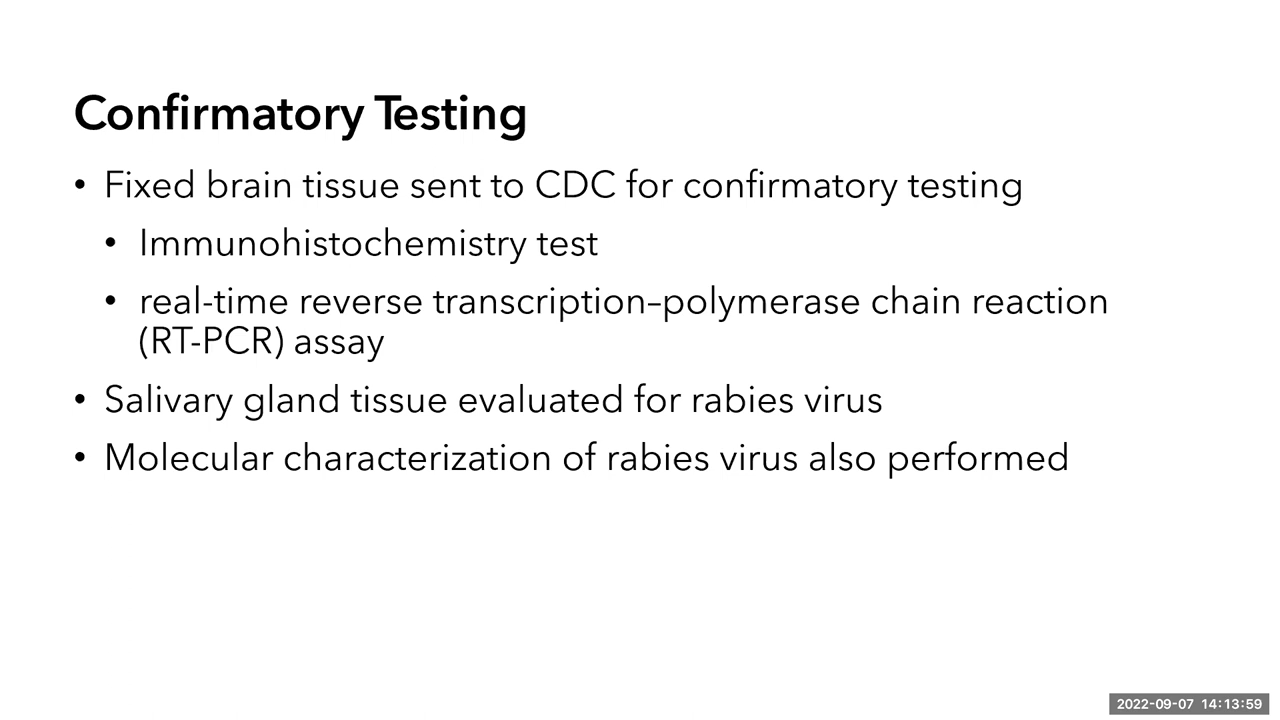 Confirmatory Testing
• Fixed brain tissue sent to CDC for confirmatory testing
• Immunohistochemistry test
• real-time reverse transcription–polymerase chain reaction
(RT-PCR) assay
• Salivary gland tissue evaluated for rabies virus
• Molecular characterization of rabies virus also performed
2022-09-07 14:13:59